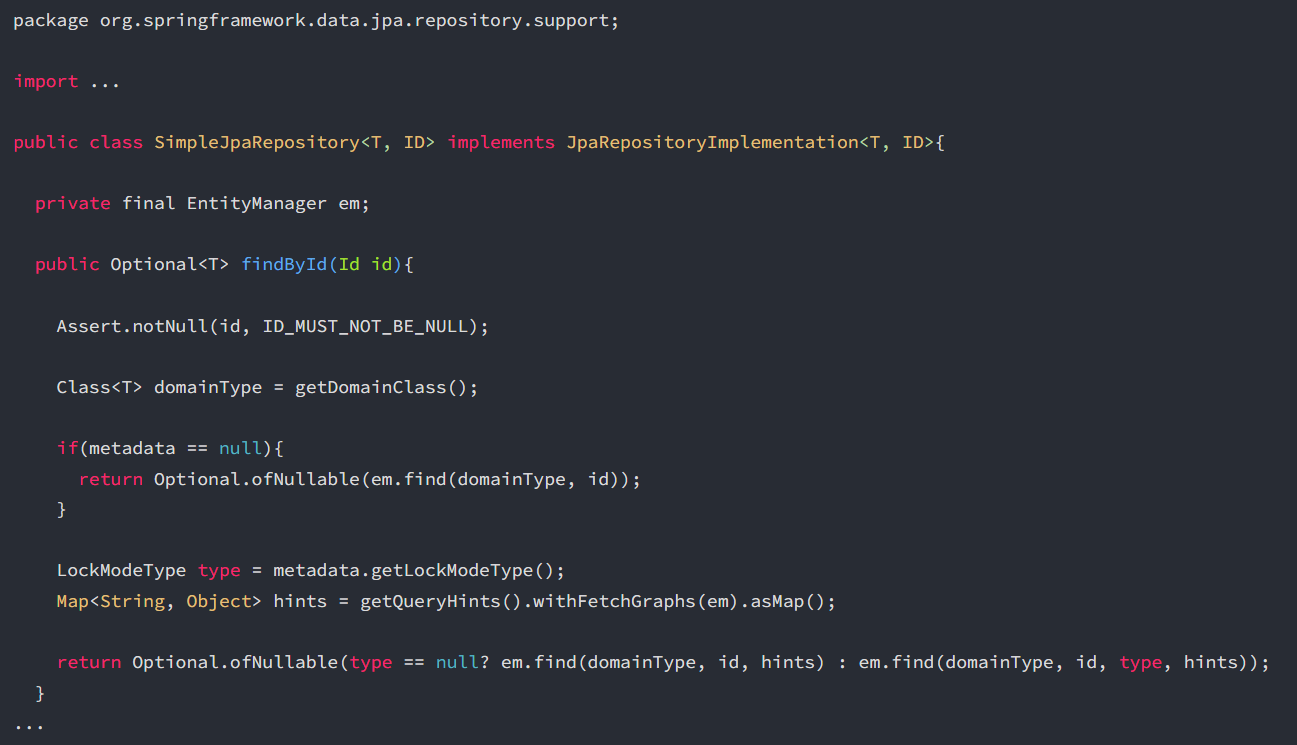 package org.springframework.data.jpa.repository.support;
import ...
public class SimpleJpaRepository<T, ID> implements JpaRepositoryImplementation<T, ID>{
private final EntityManager em;
public Optional<T> findById(Id id){
Assert.notNull(id, ID_MUST_NOT_BE_NULL);
Class<T> domainType = getDomainClass();
if(metadata == null){
return Optional.ofNullable(em.find(domainType, id));
}
LockModeType type = metadata.getLockModeType();
Map<String, Object> hints = getQueryHints().withFetchGraphs(em).asMap();
return Optional.ofNullable(type == null? em.find(domainType, id, hints) : em.find(domainType, id, type, hints));
}
...